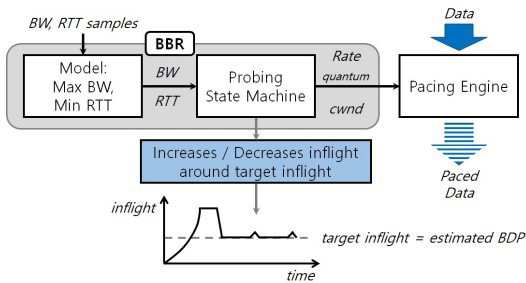 BW, RTT samples
Data
BBR
Model:
Max BW,
Min RTT
BW
RTT
Probing
State Machine
Rate
quantum
cwnd
Pacing Engine
Increases / Decreases inflight
around target inflight
Paced
Data
inflight
target inflight = estimated BDP
time